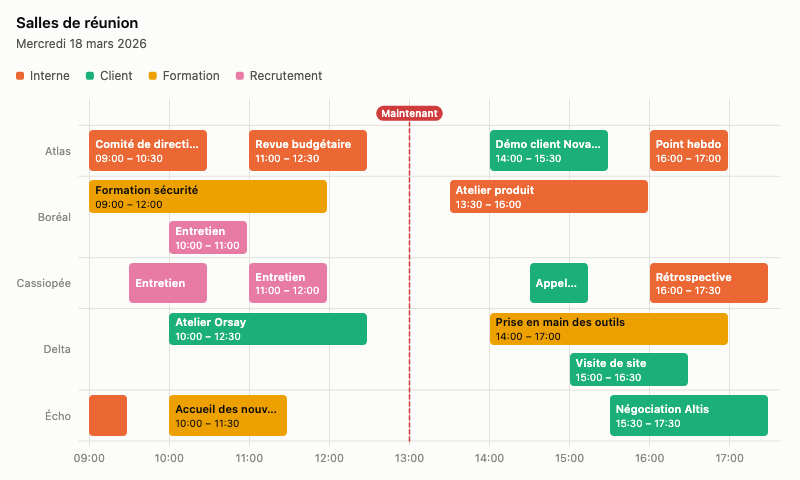 Salles de réunion
Mercredi 18 mars 2026
Interne
Client
Formation
Recrutement
Maintenant
Atlas
Comité de directi...
09:00 – 10:30
Revue budgétaire
11:00 – 12:30
Démo client Nova...
14:00 – 15:30
Point hebdo
16:00 – 17:00
Boréal
Formation sécurité
09:00 – 12:00
Entretien
10:00 – 11:00
Atelier produit
13:30 – 16:00
Cassiopée
Entretien
Entretien
11:00 – 12:00
Appel...
Rétrospective
16:00 – 17:30
Delta
Atelier Orsay
10:00 – 12:30
Prise en main des outils
14:00 – 17:00
Visite de site
15:00 – 16:30
Écho
Accueil des nouv...
10:00 – 11:30
Négociation Altis
15:30 – 17:30
09:00
10:00
11:00
12:00
13:00
14:00
15:00
16:00
17:00